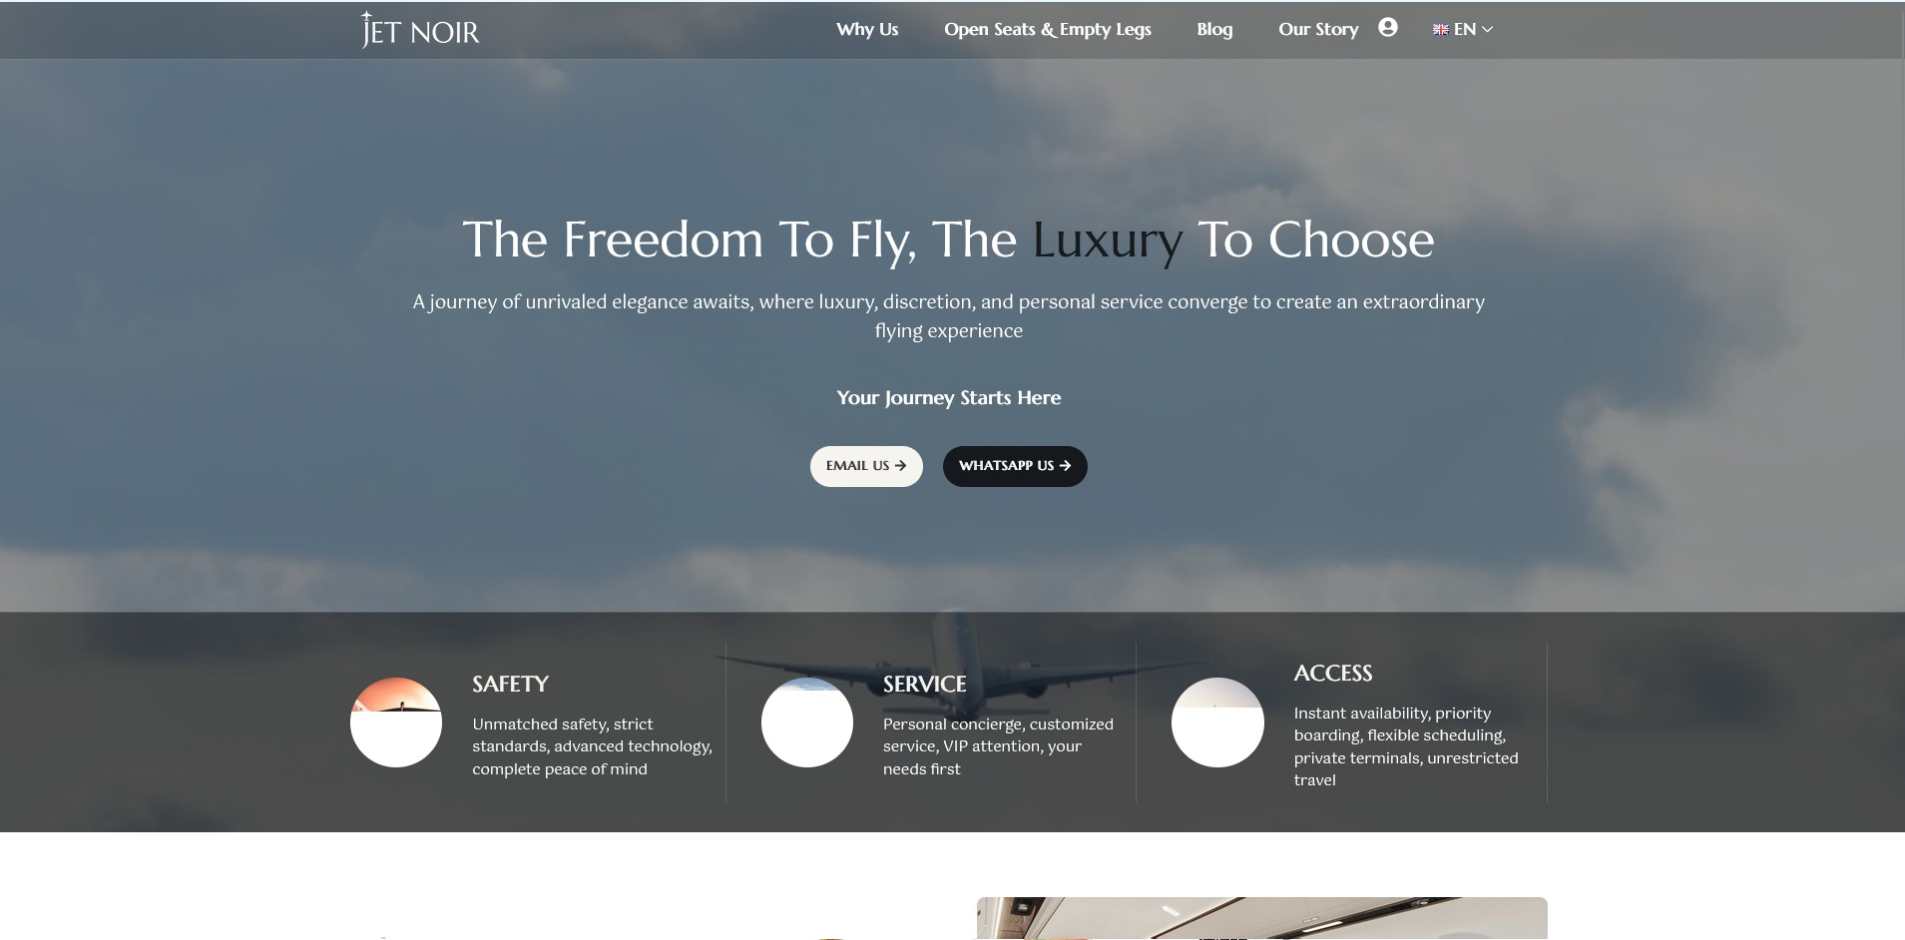 JET NOIR
Why Us
Open Seats & Empty Legs
Blog
Our Story
EN
The Freedom To Fly, The Luxury To Choose
A journey of unrivaled elegance awaits, where luxury, discretion, and personal service converge to create an extraordinary
flying experience
Your Journey Starts Here
EMAIL US →
WHATSAPP US →
SAFETY
Unmatched safety, strict
standards, advanced technology,
complete peace of mind
SERVICE
Personal concierge, customized
service, VIP attention, your
needs first
ACCESS
Instant availability, priority
boarding, flexible scheduling,
private terminals, unrestricted
travel